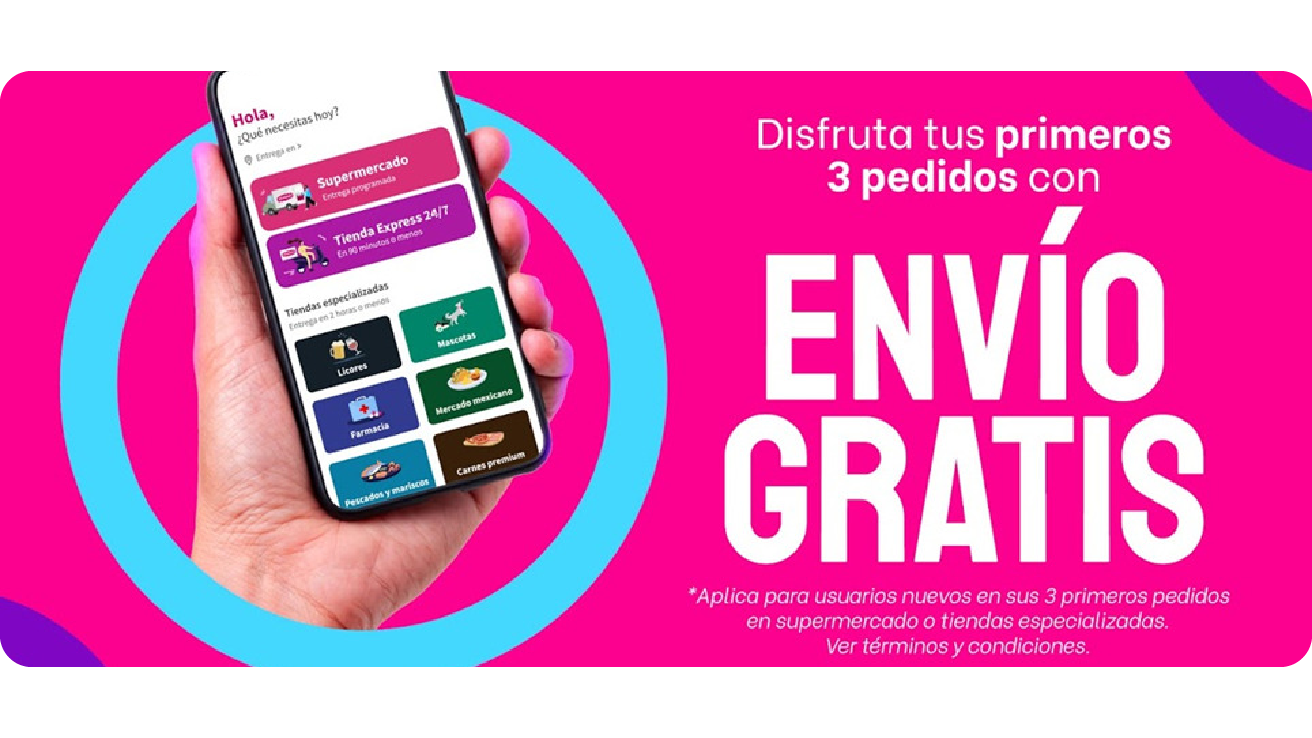 Hola,
¿Qué necesitas hoy?
Entrega en >
Supermercado
Entrega programada
Tienda Express 24/7
En 90 minutos o menos
Tiendas especializadas
Entrega en 2 horas o menos
Licores
Mascotas
Farmacia
Mercado mexicano
Pescados y mariscos
Carnes premium
Disfruta tus primeros
3 pedidos con
ENVÍO
GRATIS
*Aplica para usuarios nuevos en sus 3 primeros pedidos
en supermercado o tiendas especializadas.
Ver términos y condiciones.